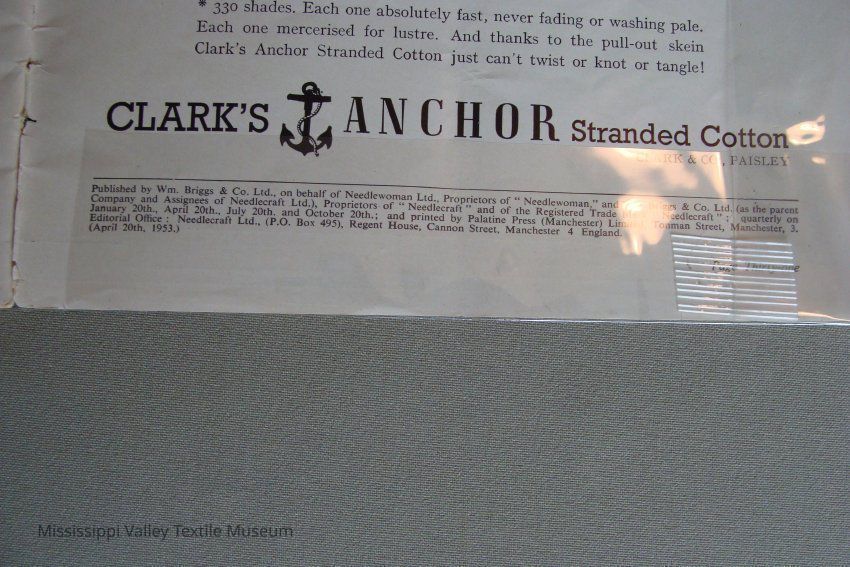 * 330 shades. Each one absolutely fast, never fading or washing pale.
Each one mercerised for lustre. And thanks to the pull-out skein
Clark's Anchor Stranded Cotton just can't twist or knot or tangle!
CLARK'S ANCHOR Stranded Cotton
CLARK & CO., PAISLEY
Published by Wm. Briggs & Co. Ltd., on behalf of Needlewoman Ltd., Proprietors of "Needlewoman," and Briggs & Co. Ltd. (as the parent
Company and Assignees of Needlecraft Ltd.), Proprietors of "Needlecraft" and of the Registered Trade "Needlecraft"; quarterly on
January 20th., April 20th., July 20th. and October 20th.; and printed by Palatine Press (Manchester) Limited, Tonman Street, Manchester, 3.
Editorial Office: Needlecraft Ltd., (P.O. Box 495), Regent House, Cannon Street, Manchester 4 England.
(April 20th, 1953.)
Page
Mississippi Valley Textile Museum